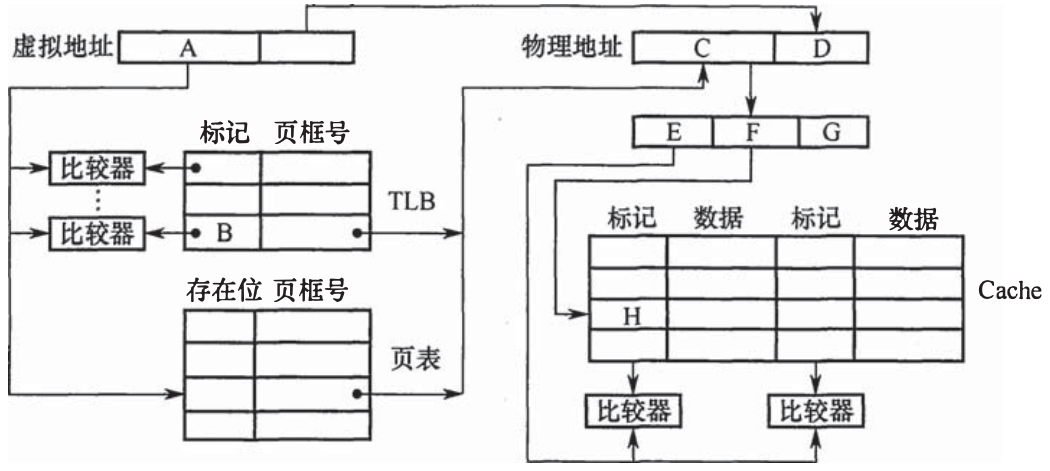 虚拟地址 A
物理地址 C D
E F G
标记 页框号
比较器
比较器 B
TLB
存在位 页框号
页表
标记 数据 标记 数据
H
Cache
比较器 比较器